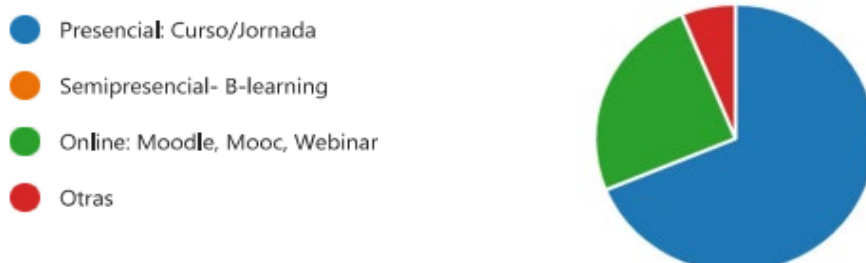 Presencial: Curso/Jornada
Semipresencial- B-learning
Online: Moodle, Mooc, Webinar
Otras